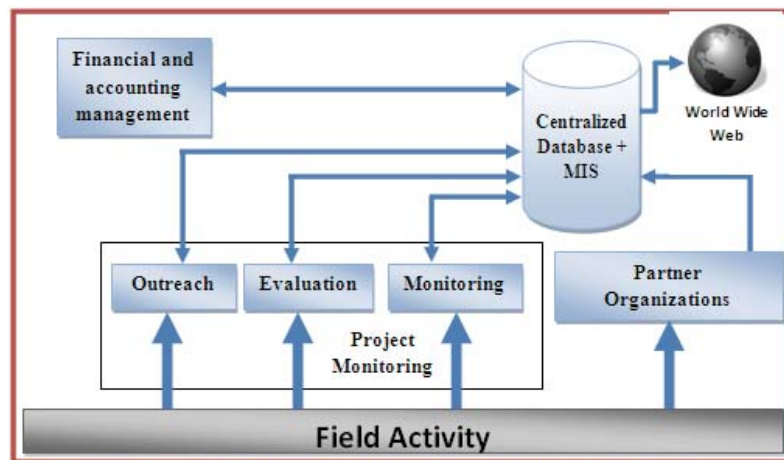 Financial and
accounting
management
Centralized
Database +
MIS
World Wide
Web
Outreach
Evaluation
Monitoring
Partner
Organizations
Project
Monitoring
Field Activity